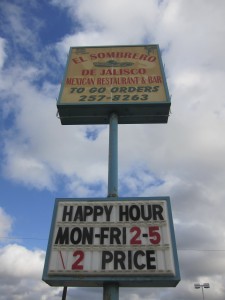 EL SOMBRERO
DE JALISCO
MEXICAN RESTAURANT & BAR
TO GO ORDERS
257-8263
HAPPY HOUR
MON-FRI 2-5
\ 2 PRICE